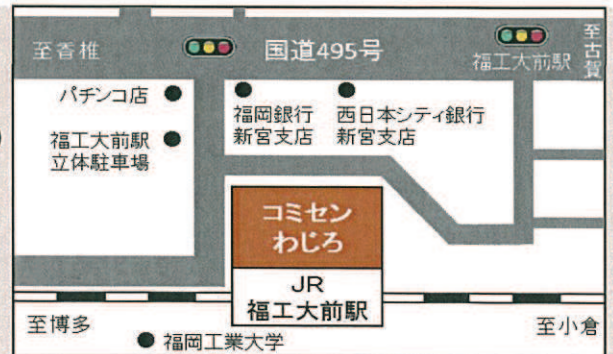 至香椎
国道495号
福工大前駅
至古賀
パチンコ店
福岡銀行
新宮支店
西日本シティ銀行
新宮支店
福工大前駅
立体駐車場
コミセン
わじろ
JR
福工大前駅
至博多
福岡工業大学
至小倉